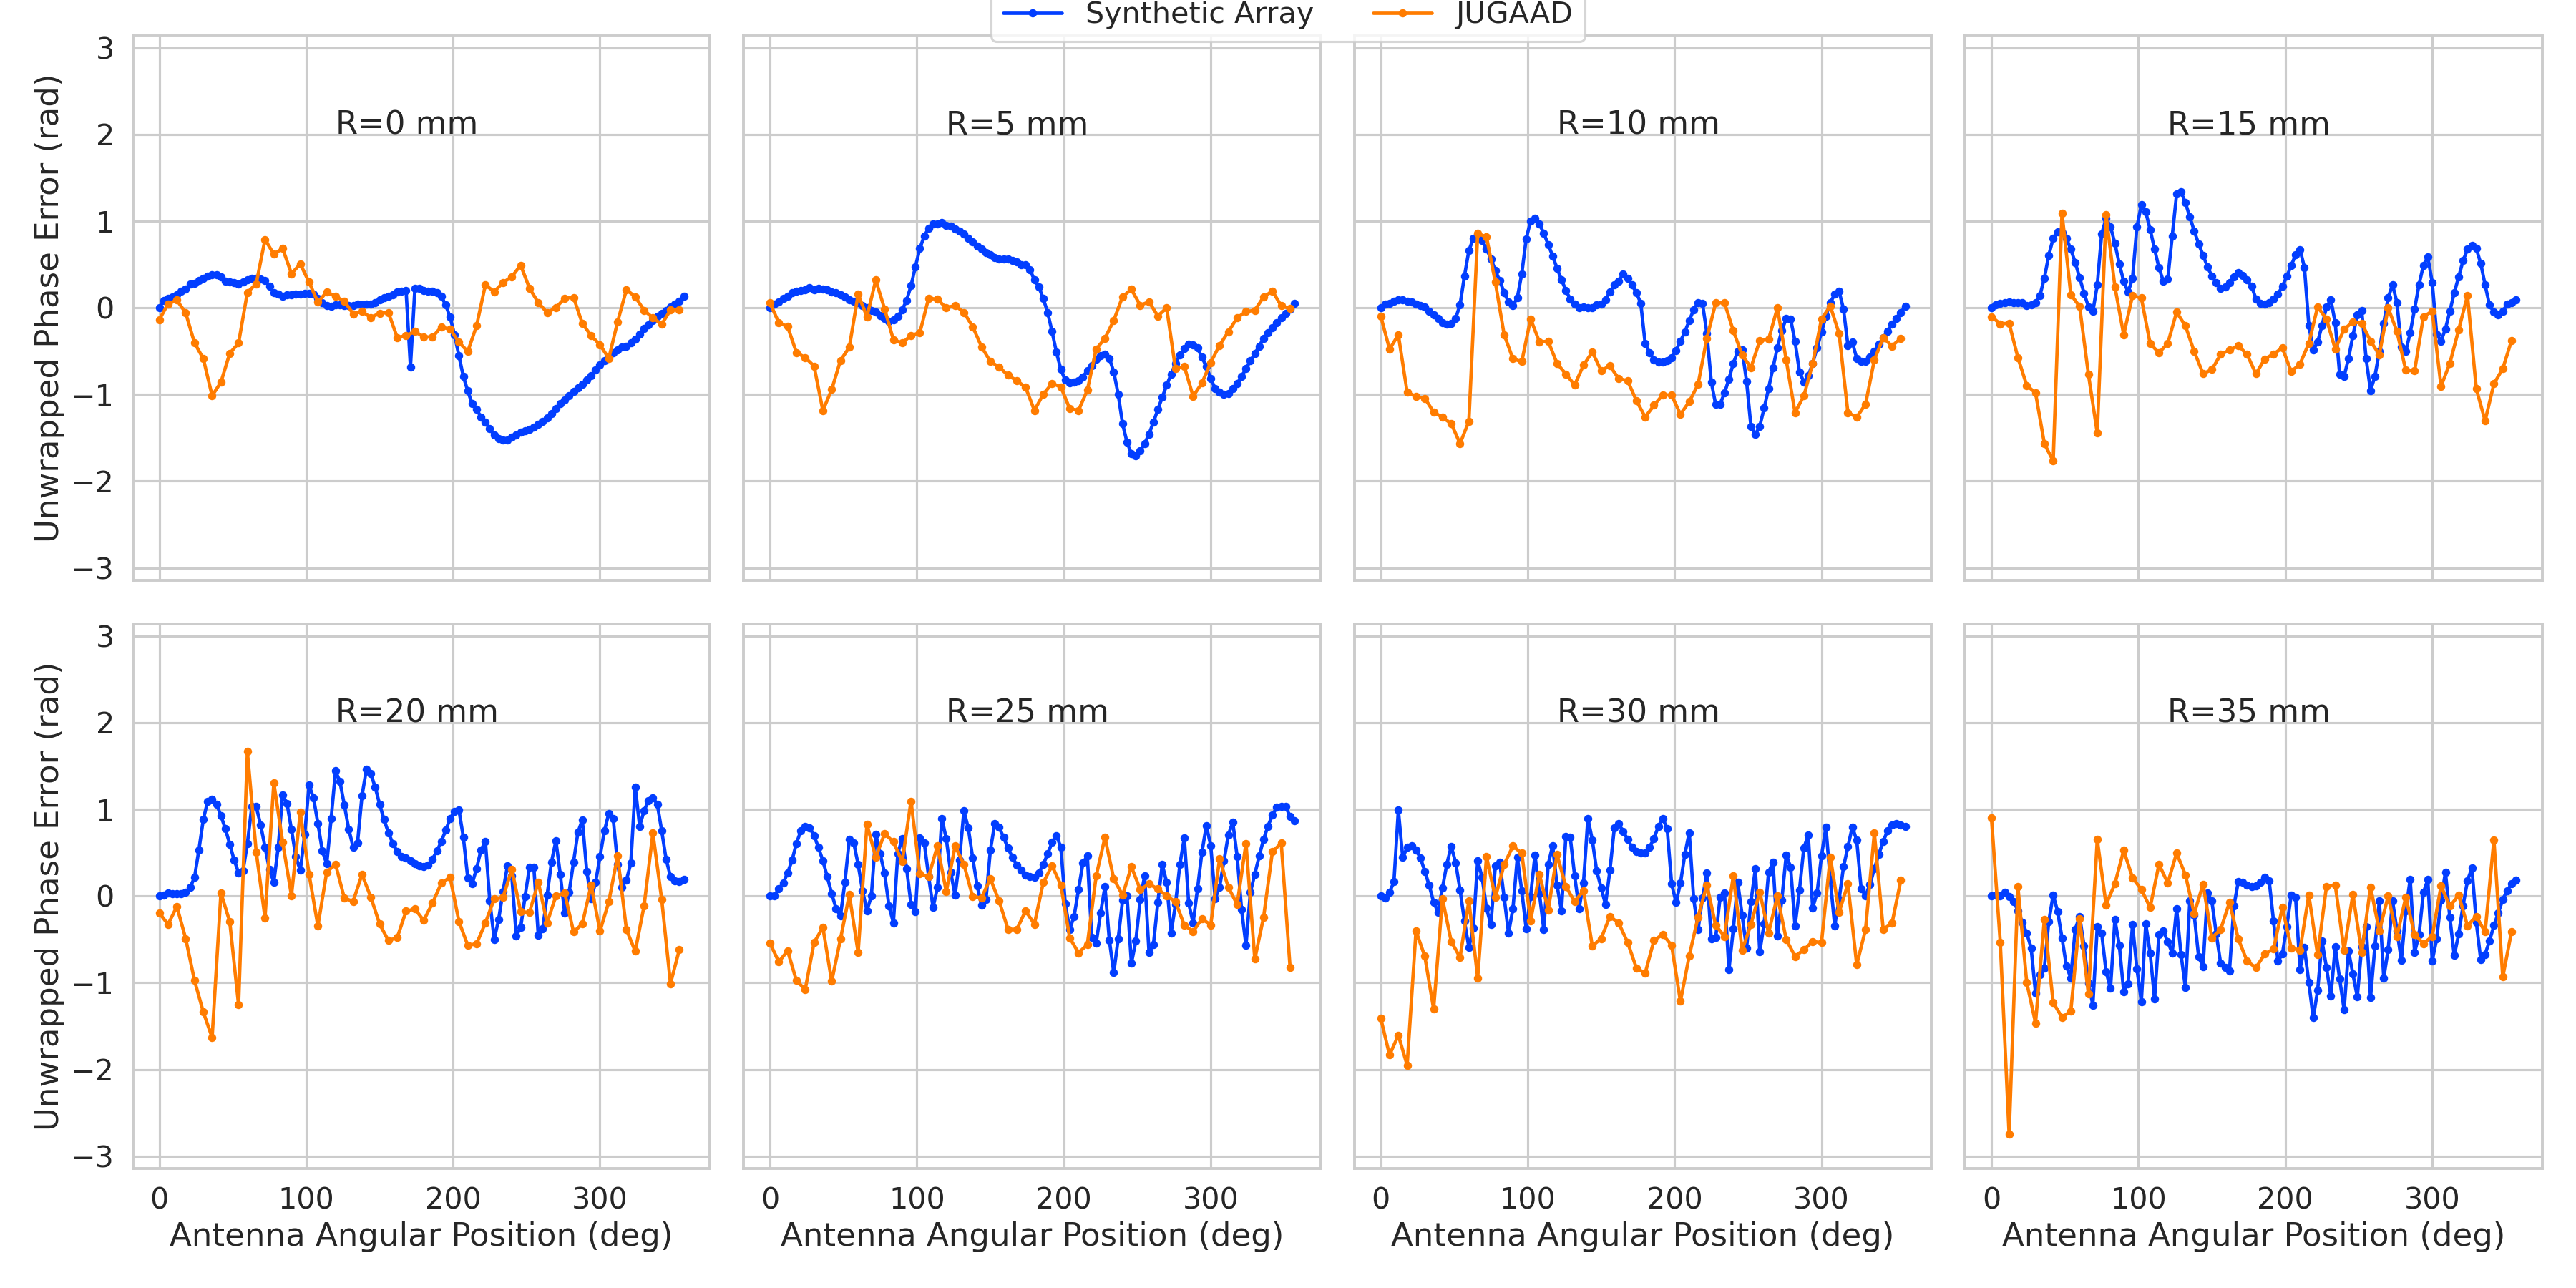 Synthetic Array JUGAAD
Unwrapped Phase Error (rad)
3
2
1
0
−1
−2
−3
R=0 mm
R=5 mm
R=10 mm
R=15 mm
Unwrapped Phase Error (rad)
3
2
1
0
−1
−2
−3
R=20 mm
R=25 mm
R=30 mm
R=35 mm
0 100 200 300
0 100 200 300
0 100 200 300
0 100 200 300
Antenna Angular Position (deg)
Antenna Angular Position (deg)
Antenna Angular Position (deg)
Antenna Angular Position (deg)